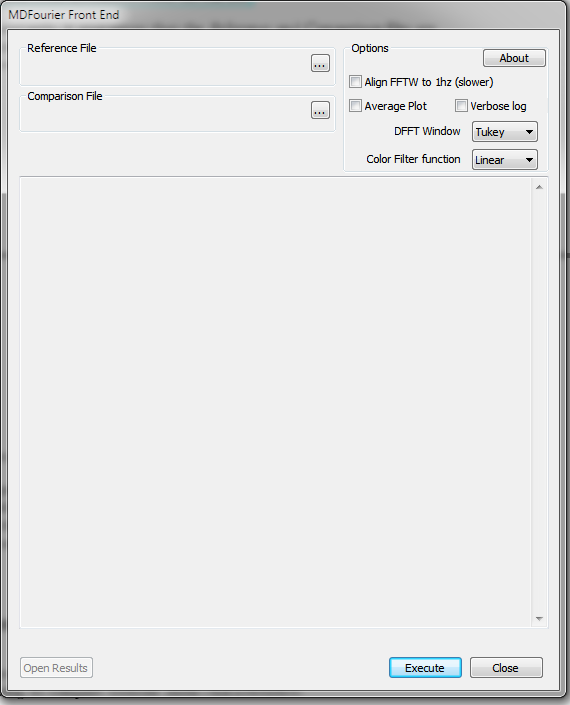 MDFourier Front End
Reference File
...
Comparison File
...
Options
About
Align FFTW to 1hz (slower)
Average Plot
Verbose log
DFFT Window
Tukey
Color Filter function
Linear
Open Results
Execute
Close